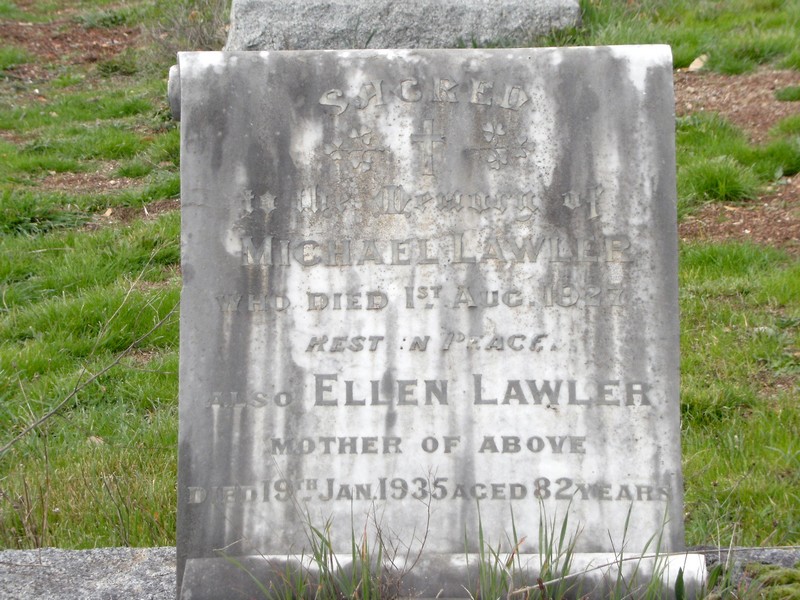 SACRED
to the Memory of
MICHAEL LAWLER
WHO DIED 1ST AUG. 1927
REST IN PEACE.
ALSO ELLEN LAWLER
MOTHER OF ABOVE
DIED 19TH JAN. 1935 AGED 82 YEARS